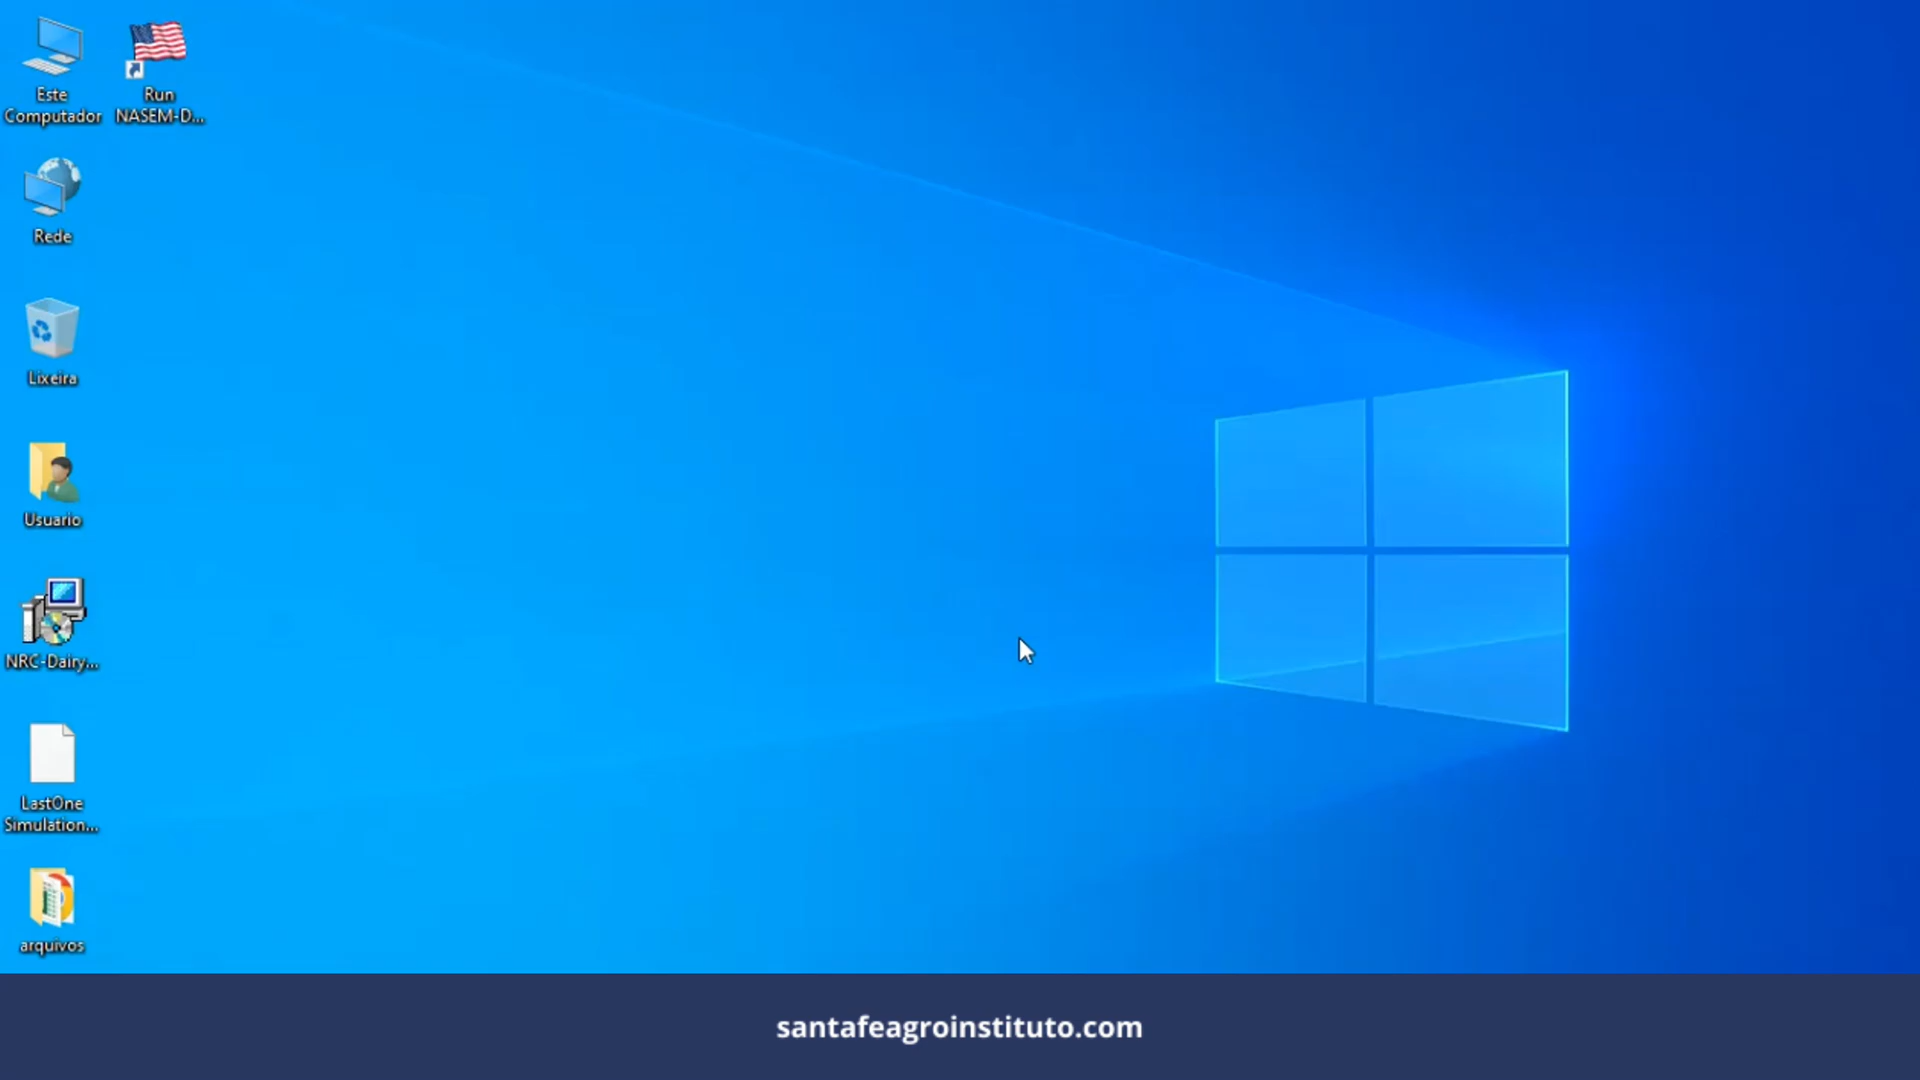 Este
Computador
Run
NASEM-D...
Rede
Lixeira
Usuario
NRC-Dairy...
LastOne
Simulation...
arquivos
santafeagroinstituto.com